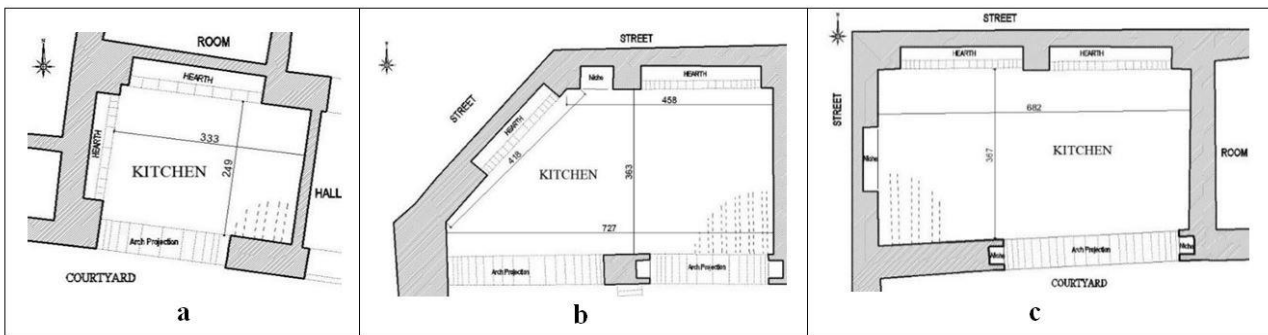 N
ROOM
HEARTH
HEARTH
333
249
KITCHEN
HALL
Arch Projection
COURTYARD
a
STREET
STREET
Niche
HEARTH
HEARTH
458
418
363
KITCHEN
727
Arch Projection
Arch Projection
b
STREET
STREET
HEARTH
HEARTH
682
367
Niche
KITCHEN
ROOM
Niche
Arch Projection
Niche
COURTYARD
c